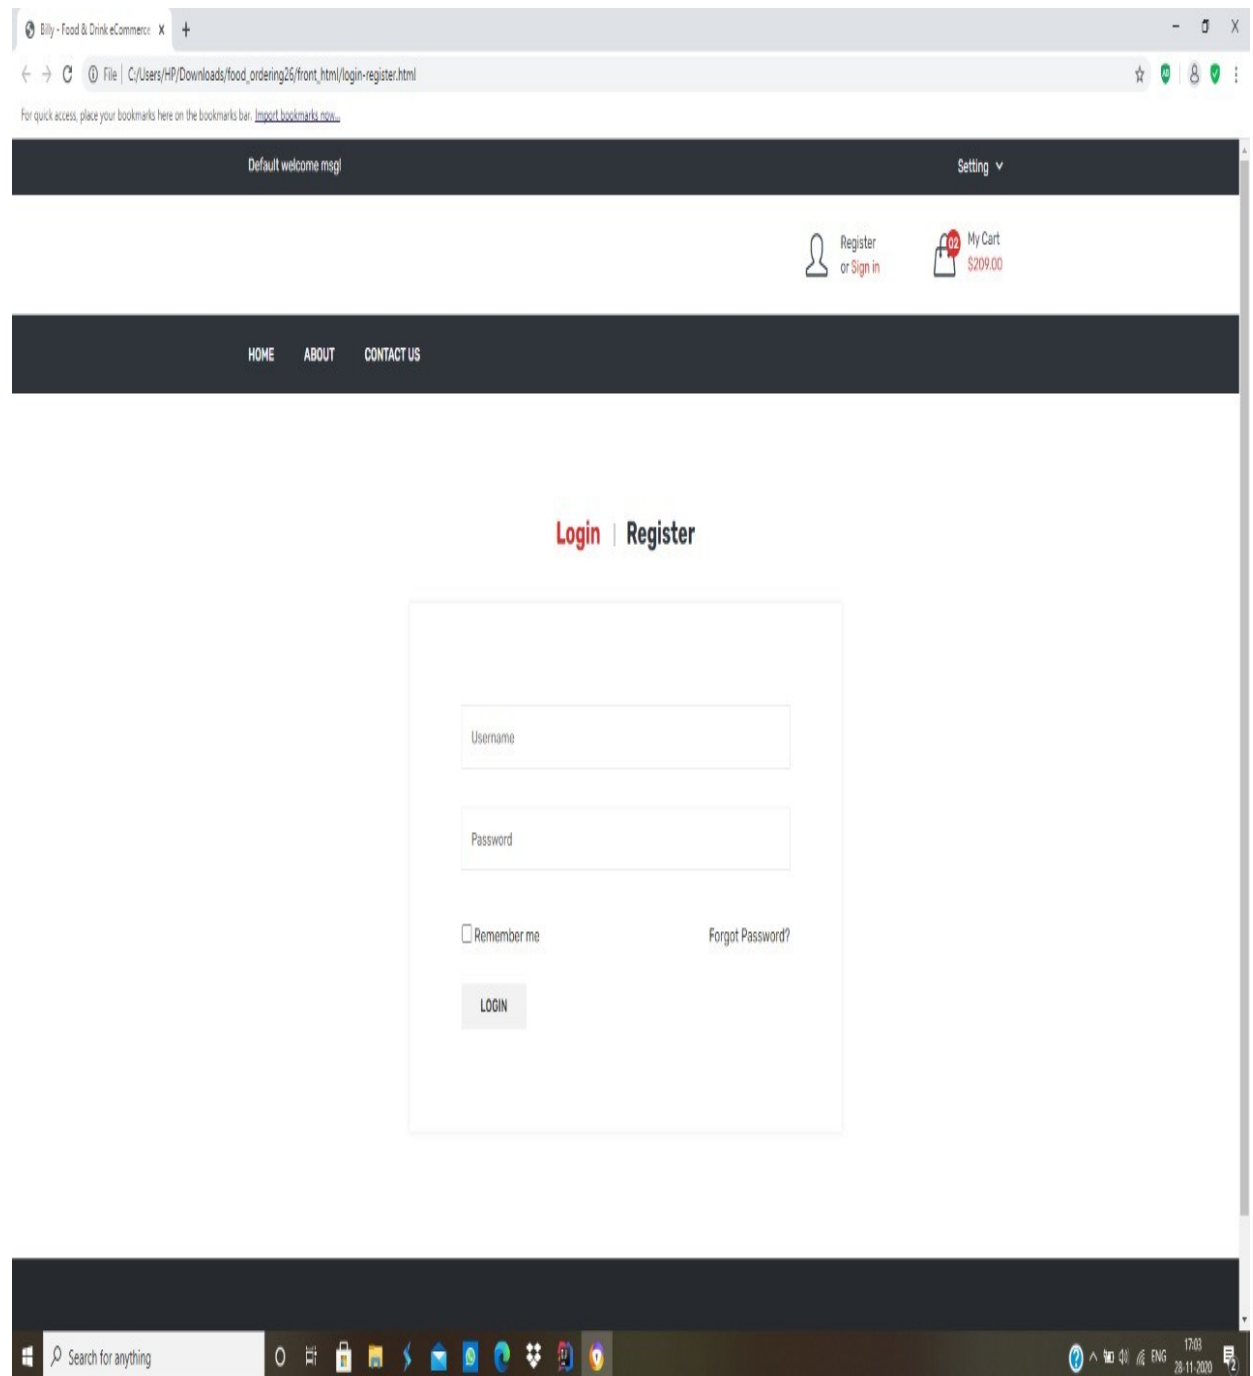 Billy - Food & Drink eCommerce
File | C:/Users/HP/Downloads/food_ordering26/front_html/login-register.html
For quick access, place your bookmarks here on the bookmarks bar. Import bookmarks now...
Default welcome msg!
Setting
Register
or Sign in
02
My Cart
$209.00
HOME ABOUT CONTACT US
Login | Register
Username
Password
Remember me
Forgot Password?
LOGIN
Search for anything
ENG
17:03
28-11-2020
2